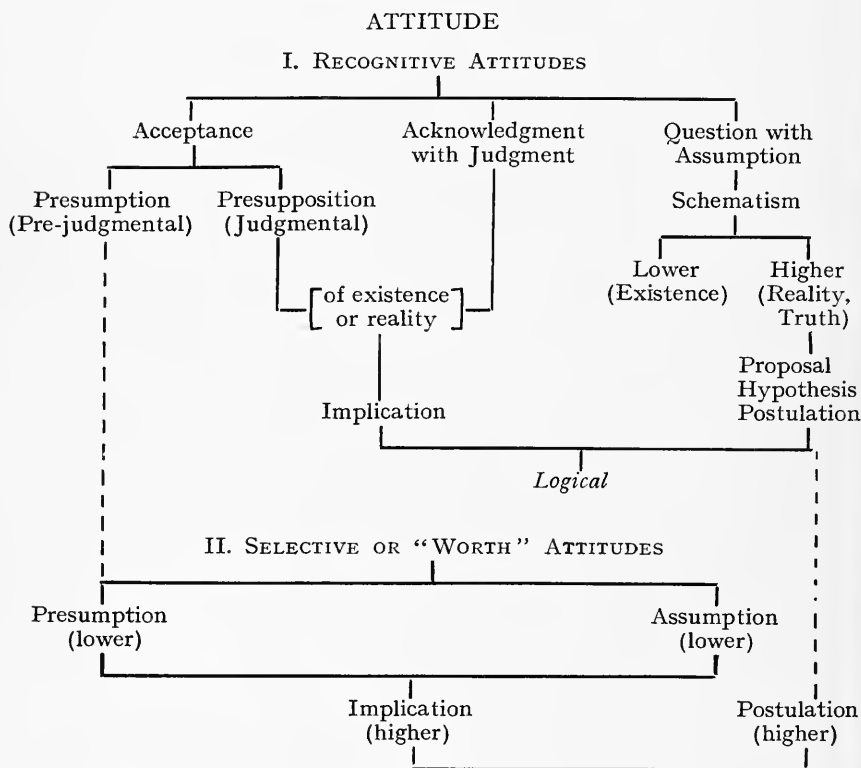 ATTITUDE
I. RECOGNITIVE ATTITUDES
Acceptance
Acknowledgment
with Judgment
Question with
Assumption
Presumption
(Pre-judgmental)
Presupposition
(Judgmental)
Schematism
Lower
(Existence)
Higher
(Reality,
Truth)
[of existence
or reality]
Proposal
Hypothesis
Postulation
Implication
Logical
II. SELECTIVE OR “WORTH” ATTITUDES
Presumption
(lower)
Assumption
(lower)
Implication
(higher)
Postulation
(higher)